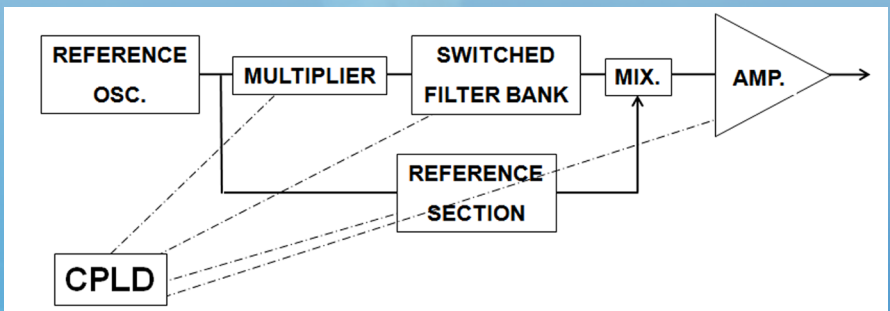 REFERENCE
OSC.
MULTIPLIER
SWITCHED
FILTER BANK
MIX.
AMP.
REFERENCE
SECTION
CPLD